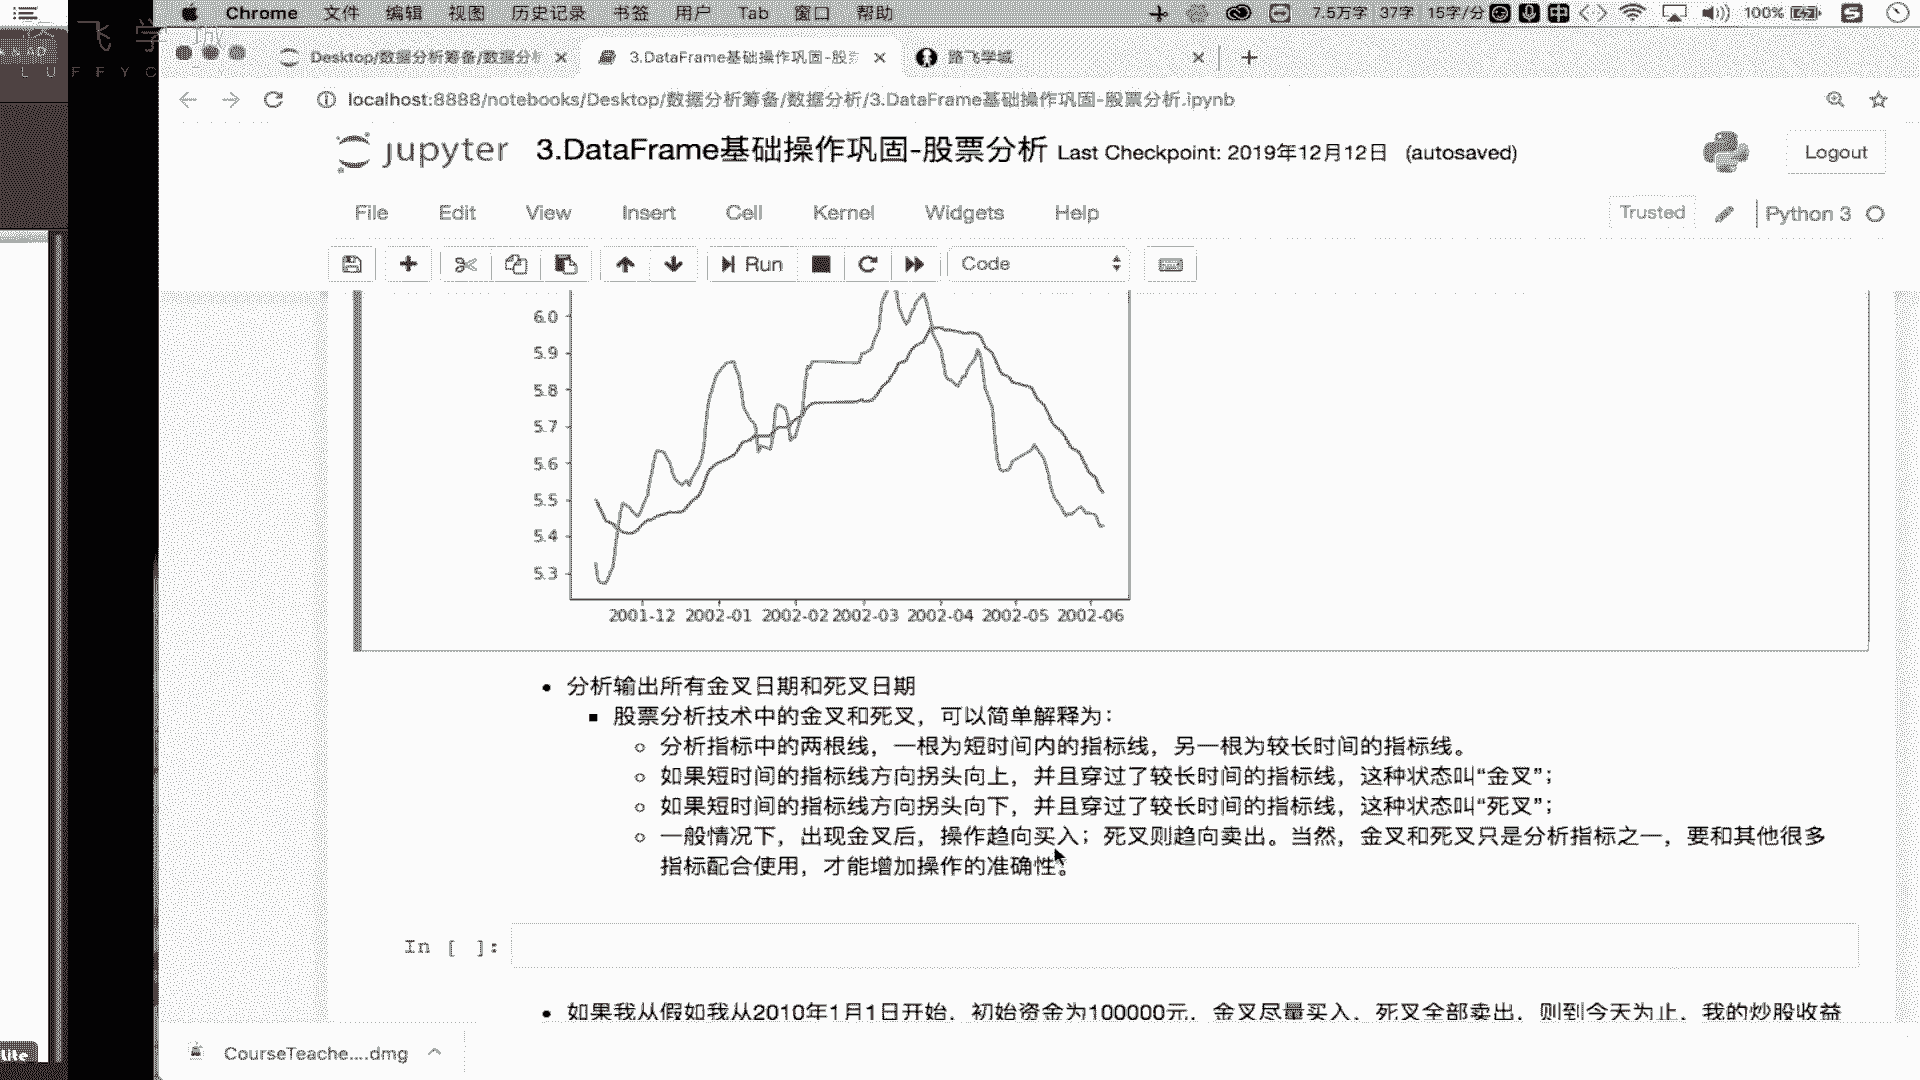 Chrome 文件 编辑 视图 历史记录 书签 用户 Tab 窗口 帮助 7.5万字 37字 15字/分 100%
飞 学
LUFFYC
Desktop/数据分析筹备/数据分析
3.DataFrame基础操作巩固-股票
路飞学城
localhost:8888/notebooks/Desktop/数据分析筹备/数据分析/3.DataFrame基础操作巩固-股票分析.ipynb
jupyter 3.DataFrame基础操作巩固-股票分析 Last Checkpoint: 2019年12月12日 (autosaved)
Logout
File Edit View Insert Cell Kernel Widgets Help
Trusted Python 3
Run Code
6.0
5.9
5.8
5.7
5.6
5.5
5.4
5.3
2001-12 2002-01 2002-02 2002-03 2002-04 2002-05 2002-06
分析输出所有金叉日期和死叉日期
股票分析技术中的金叉和死叉，可以简单解释为：
分析指标中的两根线，一根为短时间内的指标线，另一根为较长时间的指标线。
如果短时间的指标线方向拐头向上，并且穿过了较长时间的指标线，这种状态叫“金叉”；
如果短时间的指标线方向拐头向下，并且穿过了较长时间的指标线，这种状态叫“死叉”；
一般情况下，出现金叉后，操作趋向买入；死叉则趋向卖出。当然，金叉和死叉只是分析指标之一，要和其他很多
指标配合使用，才能增加操作的准确性。
In [ ]:
如果我从假如我从2010年1月1日开始，初始资金为100000元，金叉尽量买入，死叉全部卖出，则到今天为止，我的炒股收益
CourseTeache....dmg
lite